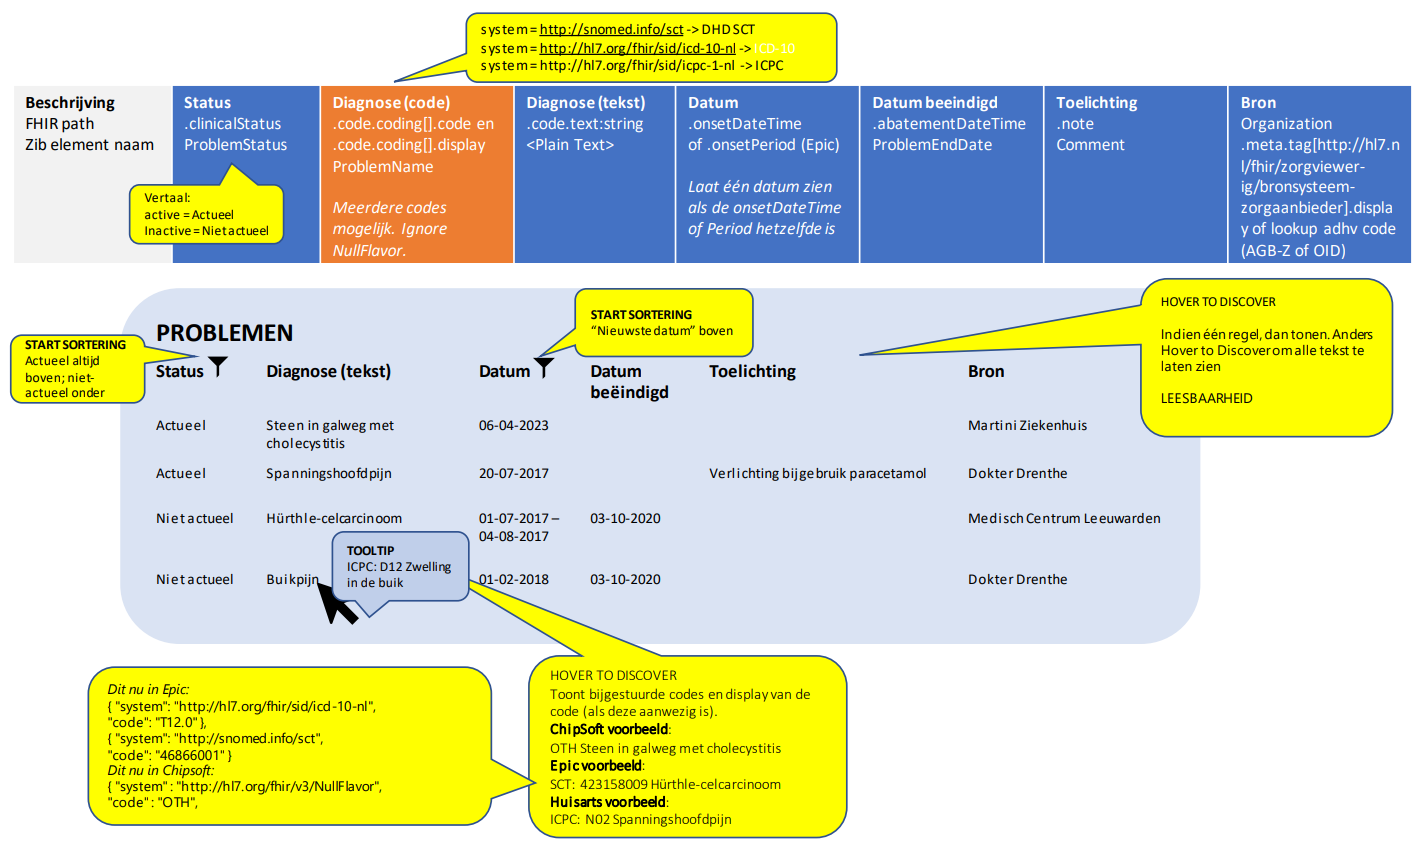 system = http://snomed.info/sct -> DHD SCT
system = http://hl7.org/fhir/sid/icd-10-nl -> ICD-10
system = http://hl7.org/fhir/sid/icpc-1-nl -> ICPC
Beschrijving
FHIR path
Zib element naam
Status
.clinicalStatus
ProblemStatus
Diagnose (code)
.code.coding[].code en
.code.coding[].display
ProblemName
Meerdere codes
mogelijk. Ignore
NullFlavor.
Diagnose (tekst)
.code.text:string
<Plain Text>
Datum
.onsetDateTime
of .onsetPeriod (Epic)
Laat één datum zien
als de onsetDateTime
of Period hetzelfde is
Datum beeindigd
.abatementDateTime
ProblemEndDate
Toelichting
.note
Comment
Bron
Organization
.meta.tag[http://hl7.n
l/fhir/zorgviewer-
ig/bronsysteem-
zorgaanbieder].displa
y of lookup adhv code
(AGB-Z of OID)
Vertaal:
active = Actueel
Inactive = Niet actueel
PROBLEMEN
START SORTERING
Actueel altijd
boven; niet-
actueel onder
START SORTERING
“Nieuwste datum” boven
HOVER TO DISCOVER
Indien één regel, dan tonen. Anders
Hover to Discover om alle tekst te
laten zien
LEESBAARHEID
Status
Diagnose (tekst)
Datum
Datum
beëindigd
Toelichting
Bron
Actueel
Steen in galweg met
cholecystitis
06-04-2023
Martini Ziekenhuis
Actueel
Spanningshoofdpijn
20-07-2017
Verlichting bij gebruik paracetamol
Dokter Drenthe
Niet actueel
Hürthle-celcarcinoom
01-07-2017 –
04-08-2017
03-10-2020
Medisch Centrum Leeuwarden
Niet actueel
Buikpijn
01-02-2018
03-10-2020
Dokter Drenthe
TOOLTIP
ICPC: D12 Zwelling
in de buik
Dit nu in Epic:
{ "system": "http://hl7.org/fhir/sid/icd-10-nl",
"code": "T12.0" },
{ "system": "http://snomed.info/sct",
"code": "46866001" }
Dit nu in Chipsoft:
{ "system" : "http://hl7.org/fhir/v3/NullFlavor",
"code" : "OTH",
HOVER TO DISCOVER
Toont bijgestuurde codes en display van de
code (als deze aanwezig is).
ChipSoft voorbeeld:
OTH Steen in galweg met cholecystitis
Epic voorbeeld:
SCT: 423158009 Hürthle-celcarcinoom
Huisarts voorbeeld:
ICPC: N02 Spanningshoofdpijn